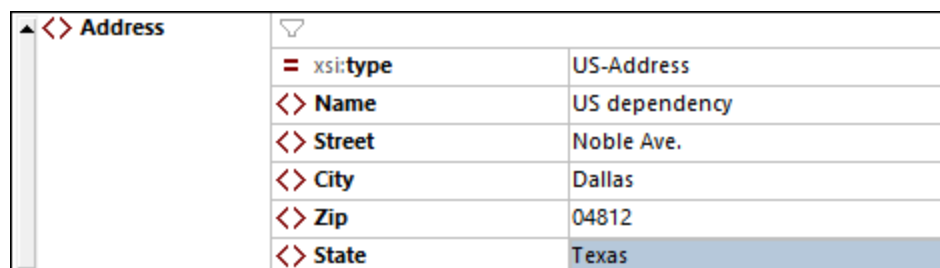 Address
xsi:type US-Address
Name US dependency
Street Noble Ave.
City Dallas
Zip 04812
State Texas